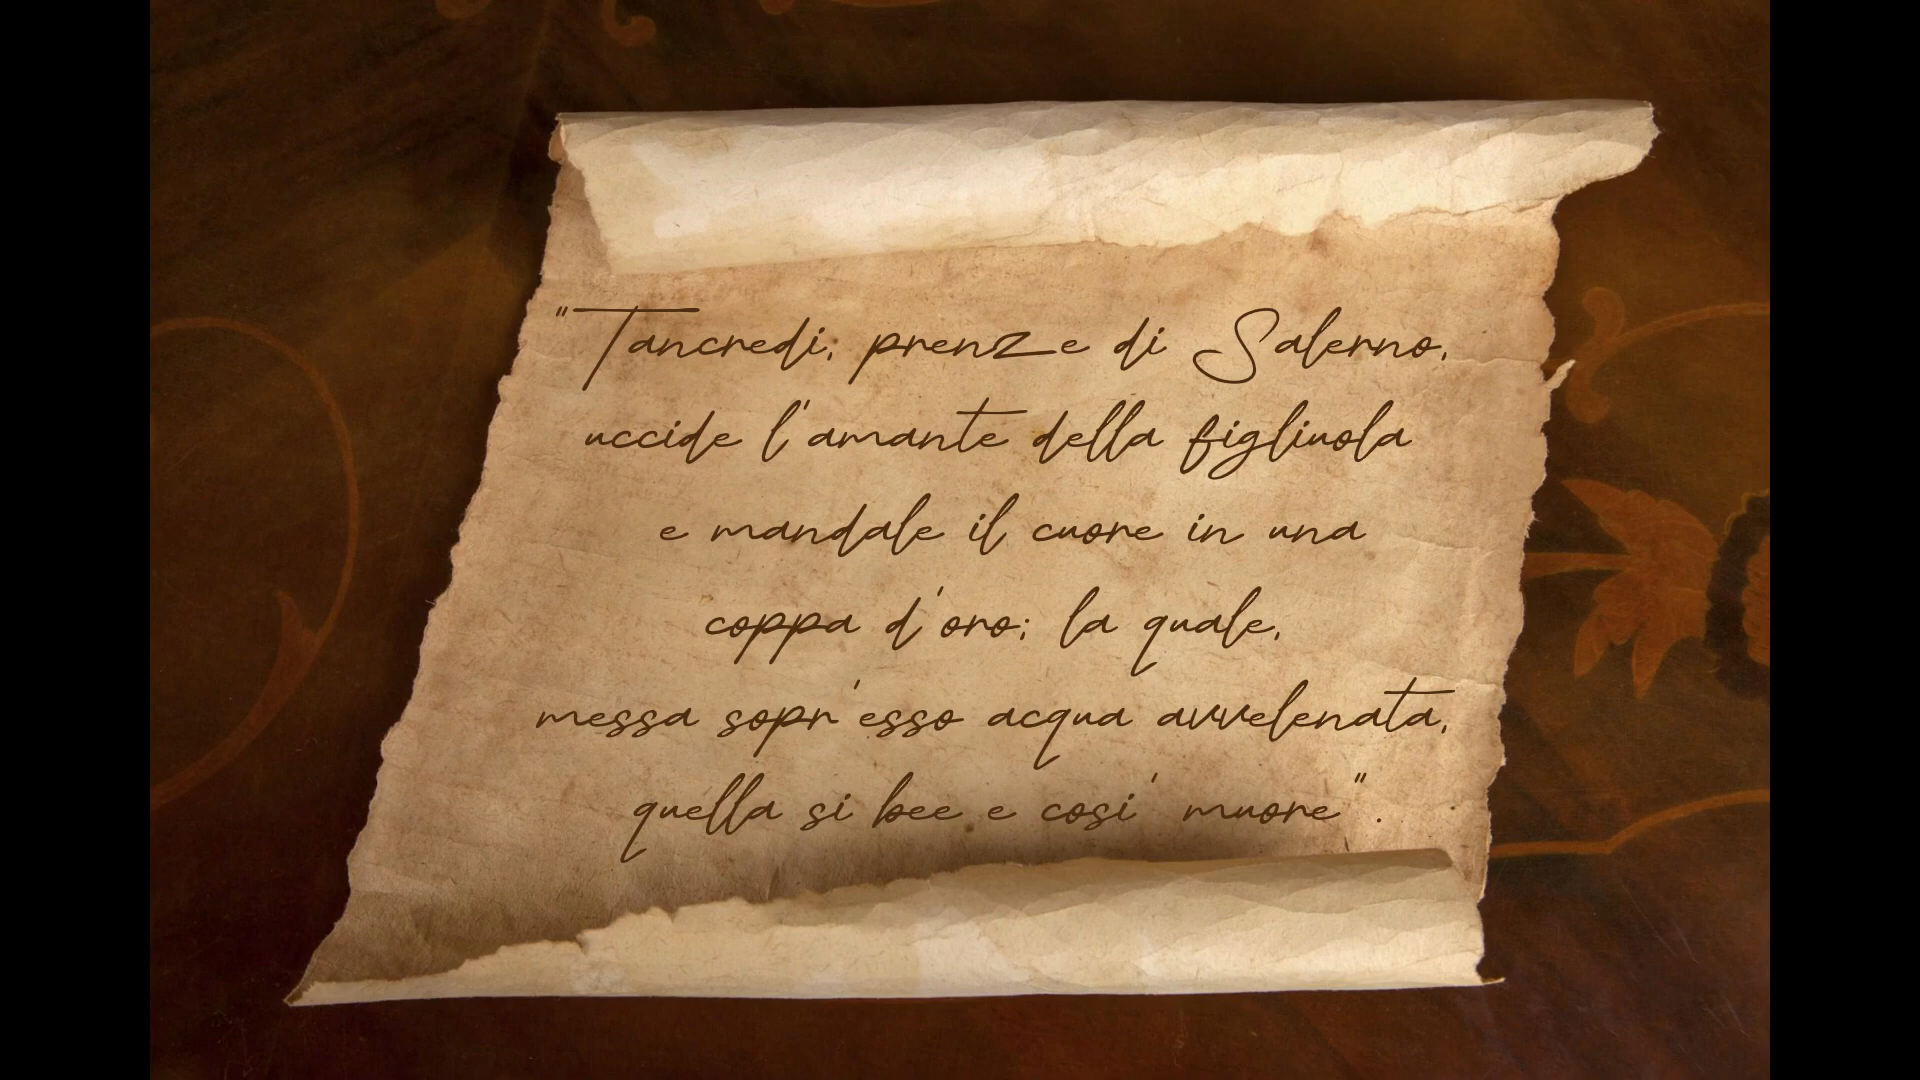 "Tancredi, prenze di Salerno,
uccide l'amante della figliuola
e mandale il cuore in una
coppa d'oro; la quale,
messa sopr'esso acqua avvelenata,
quella si bee e cosi' muore".